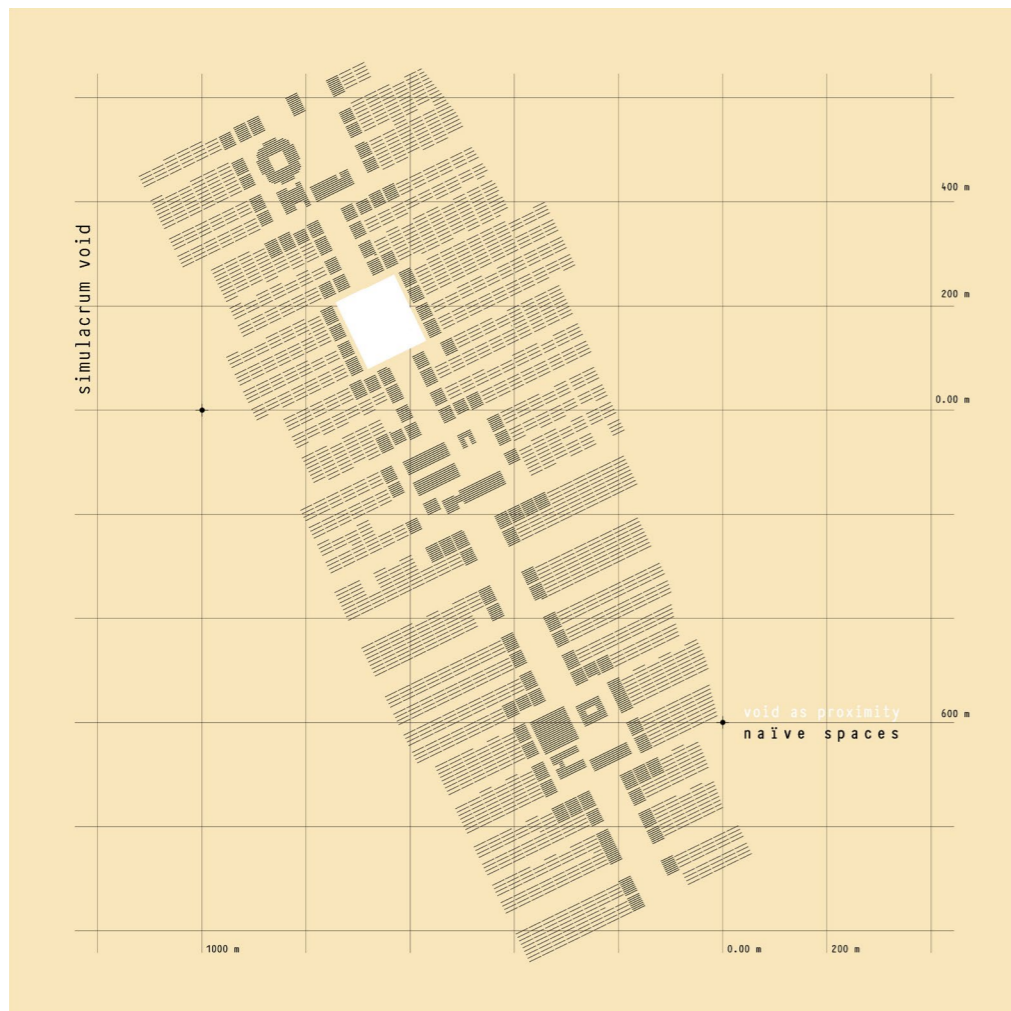 simulacrum void
400 m
200 m
0.00 m
void as proximity
600 m
naïve spaces
1000 m
0.00 m
200 m